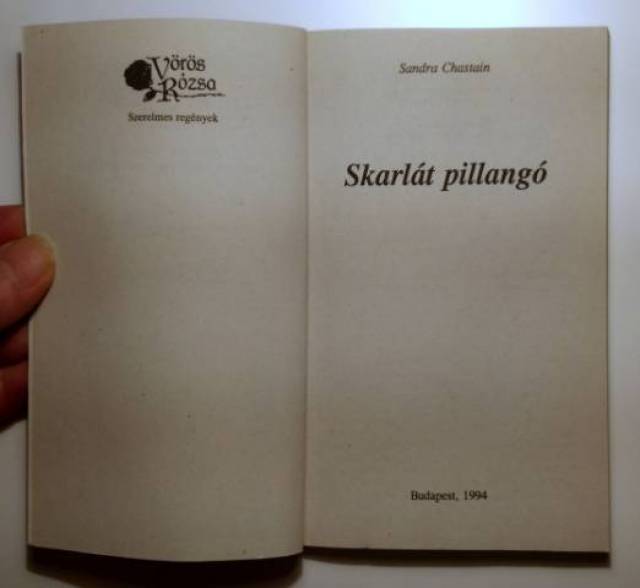 Vörös
Rózsa
Szerelmes regények
Sandra Chastain
Skarlát pillangó
Budapest, 1994